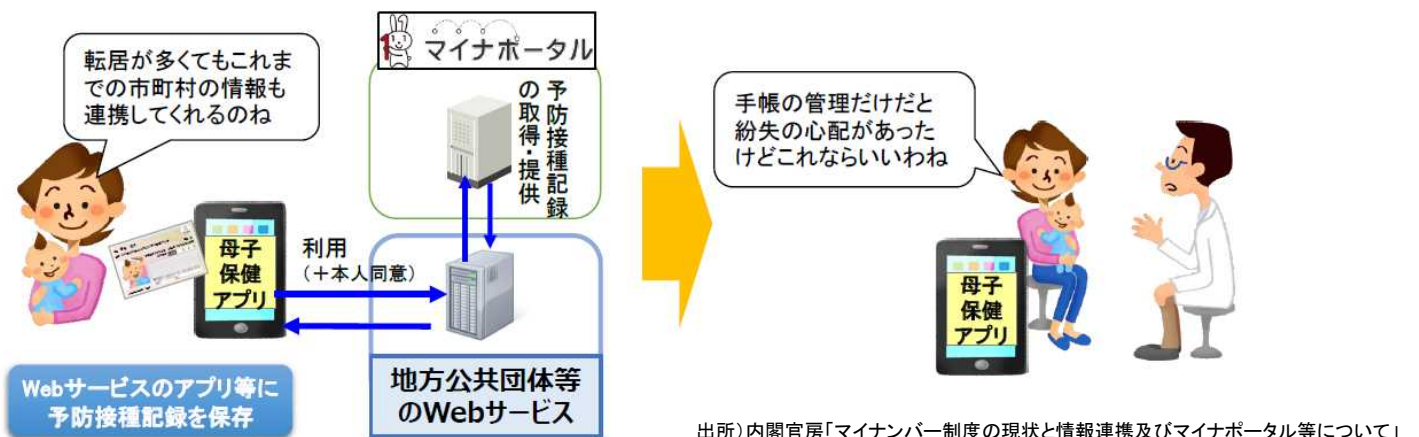 マイナポータル
転居が多くてもこれま
での市町村の情報も
連携してくれるのね
予防接種記録
の取得・提供
母子
保健
アプリ
利用
（＋本人同意）
Webサービスのアプリ等に
予防接種記録を保存
地方公共団体等
のWebサービス
手帳の管理だけだと
紛失の心配があった
けどこれならいいわね
母子
保健
アプリ
出所）内閣官房「マイナンバー制度の現状と情報連携及びマイナポータル等について」